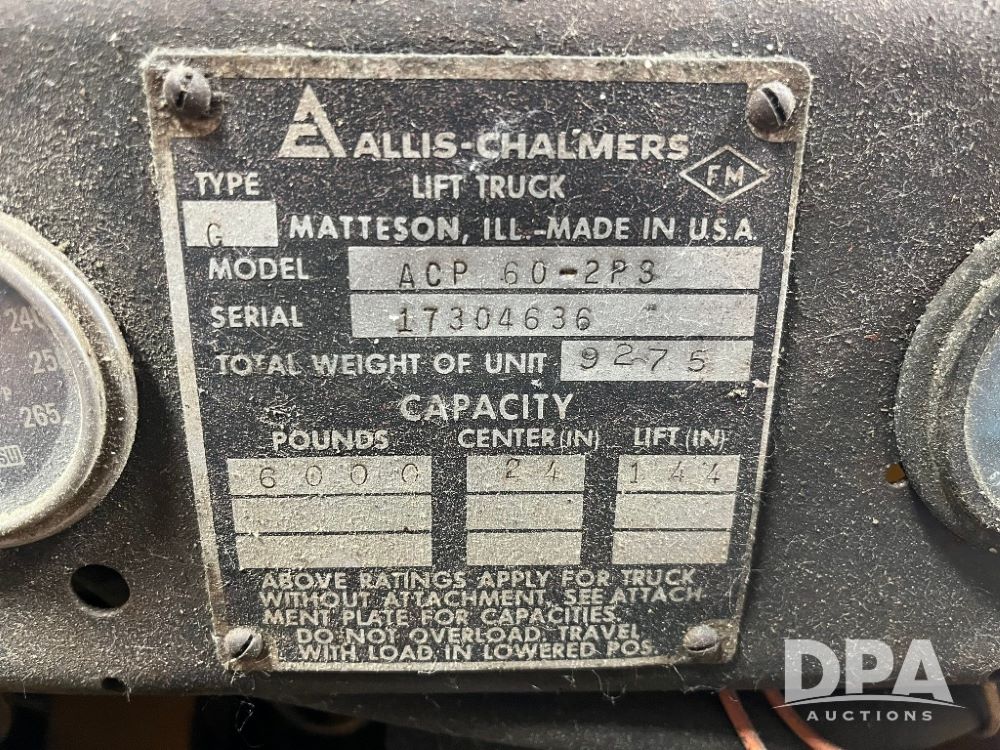 ALLIS-CHALMERS
FM
TYPE LIFT TRUCK
G MATTESON, ILL.-MADE IN U.S.A
MODEL ACP 60-2PS
SERIAL 17304636
TOTAL WEIGHT OF UNIT 9275
CAPACITY
POUNDS CENTER (IN) LIFT (IN)
6000 24 144
ABOVE RATINGS APPLY FOR TRUCK
WITHOUT ATTACHMENT. SEE ATTACH
MENT PLATE FOR CAPACITIES.
DO NOT OVERLOAD. TRAVEL
WITH LOAD IN LOWERED POS.
240
265
DPA
AUCTIONS